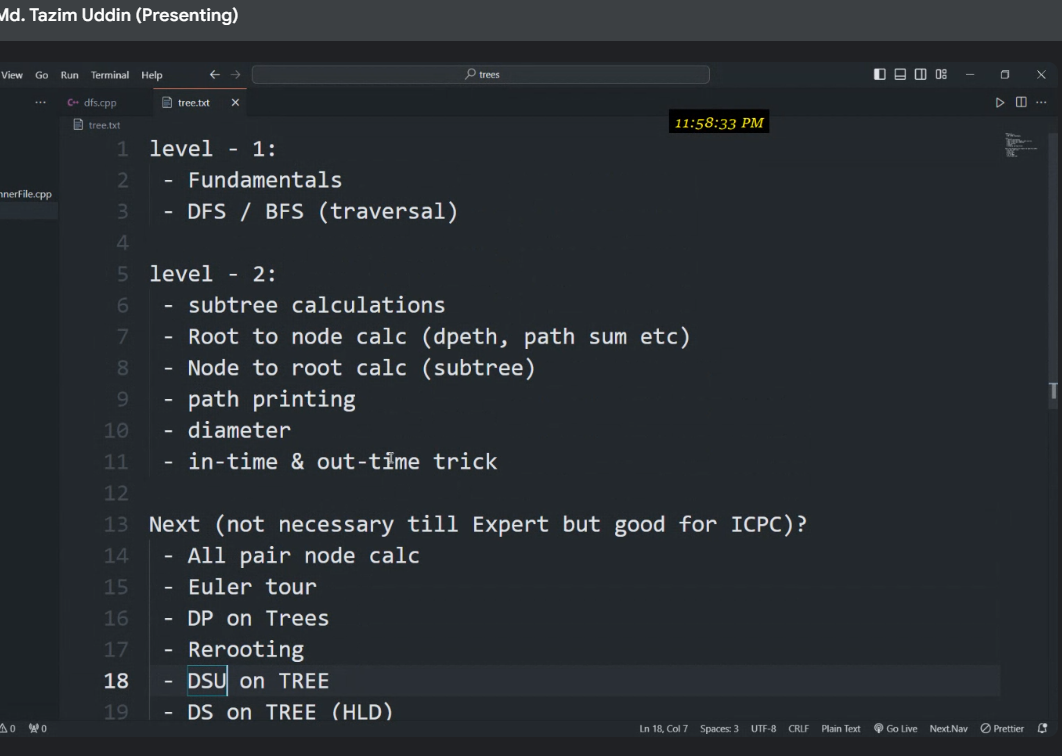 Md. Tazim Uddin (Presenting)
View Go Run Terminal Help
trees
dfs.cpp
tree.txt
tree.txt
11:58:33 PM
nnerFile.cpp
1 level - 1:
2 - Fundamentals
3 - DFS / BFS (traversal)
4
5 level - 2:
6 - subtree calculations
7 - Root to node calc (dpeth, path sum etc)
8 - Node to root calc (subtree)
9 - path printing
10 - diameter
11 - in-time & out-time trick
12
13 Next (not necessary till Expert but good for ICPC)?
14 - All pair node calc
15 - Euler tour
16 - DP on Trees
17 - Rerooting
18 - DSU on TREE
19 - DS on TREE (HLD)
0 0 Ln 18, Col 7 Spaces: 3 UTF-8 CRLF Plain Text Go Live Next.Nav Prettier